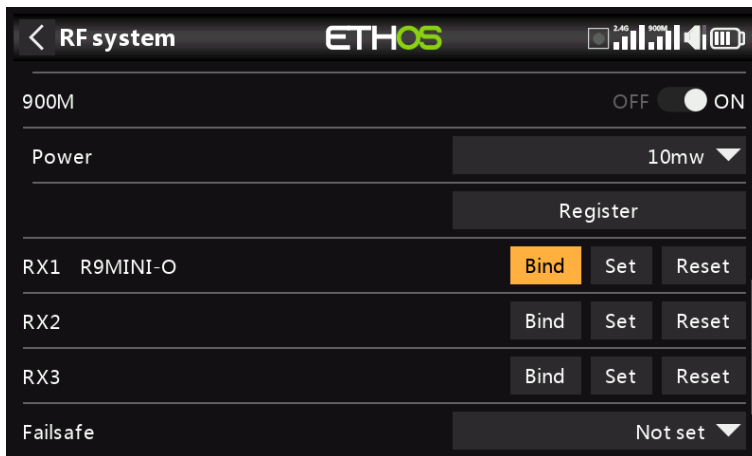 RF system ETHOS 2.4G 900M
900M OFF ON
Power 10mw
Register
RX1 R9MINI-O Bind Set Reset
RX2 Bind Set Reset
RX3 Bind Set Reset
Failsafe Not set